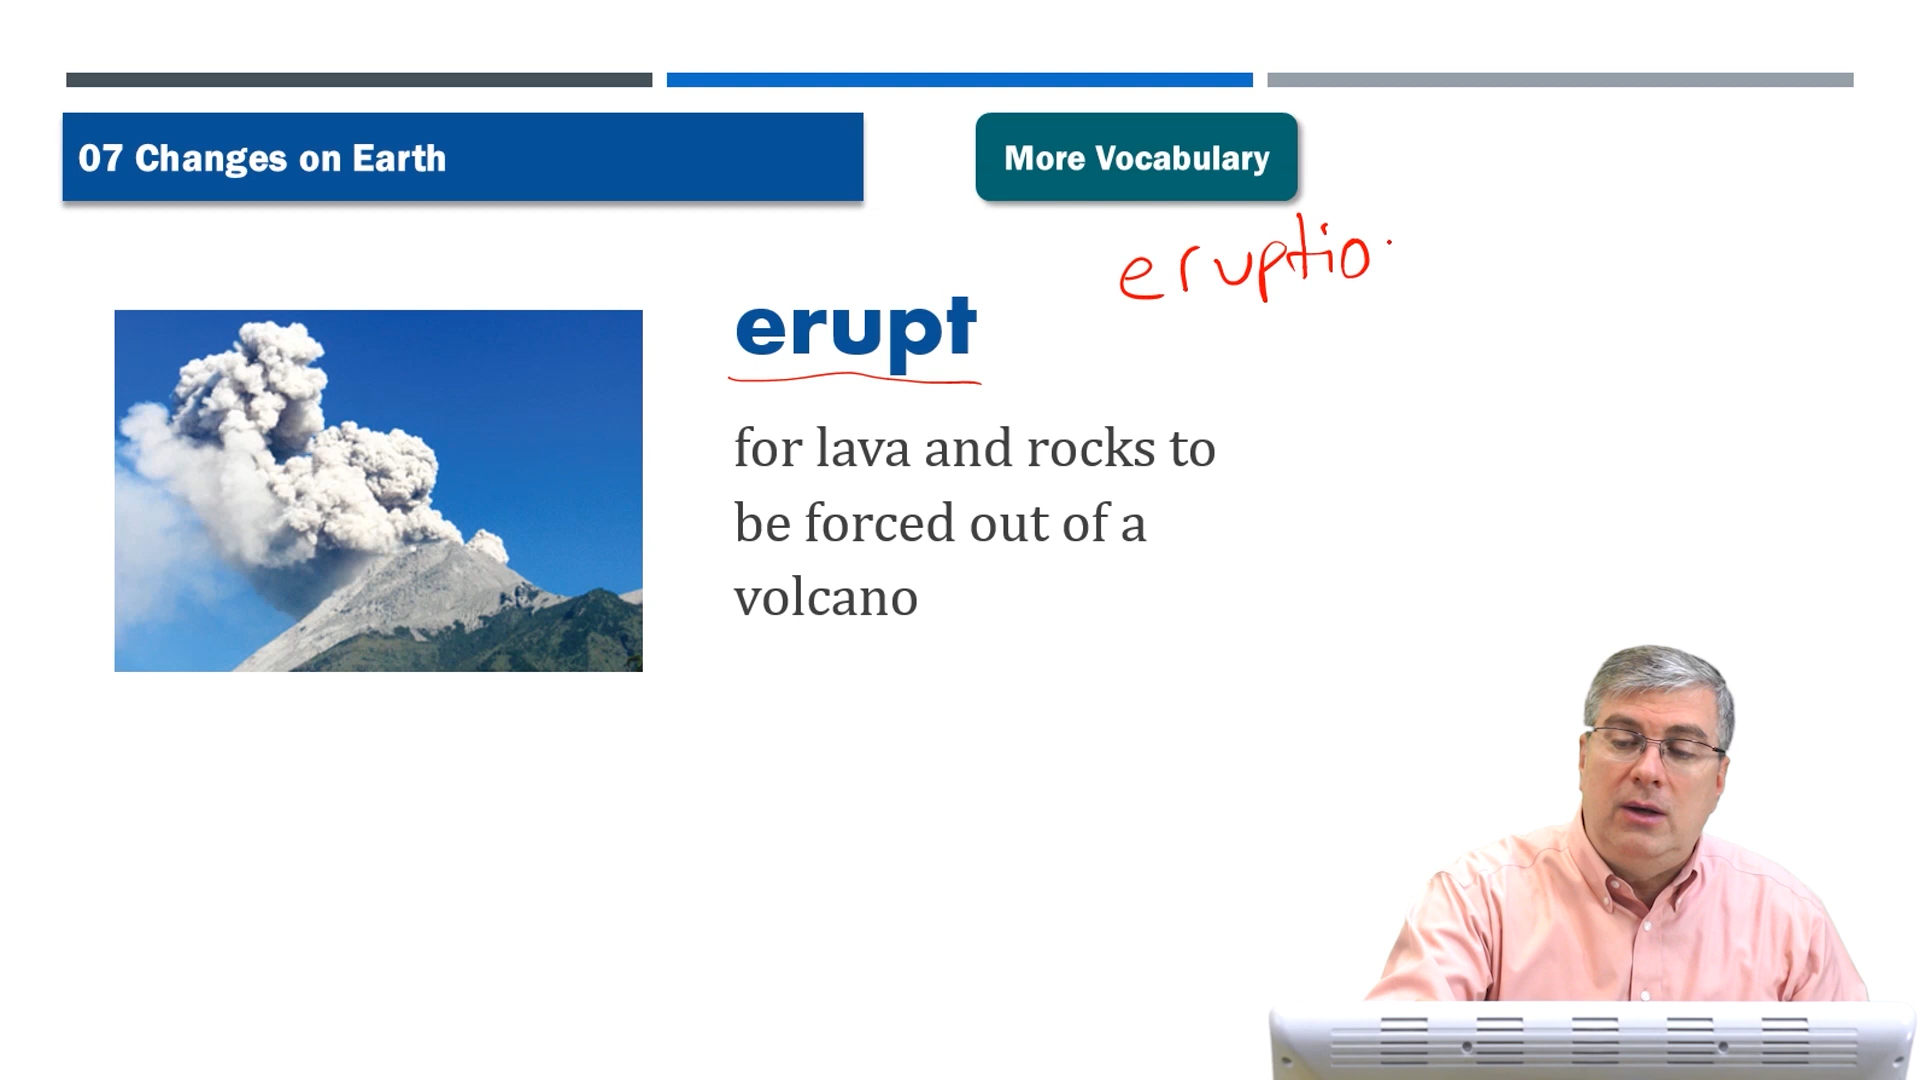 07 Changes on Earth
More Vocabulary
eruptio
erupt
for lava and rocks to
be forced out of a
volcano